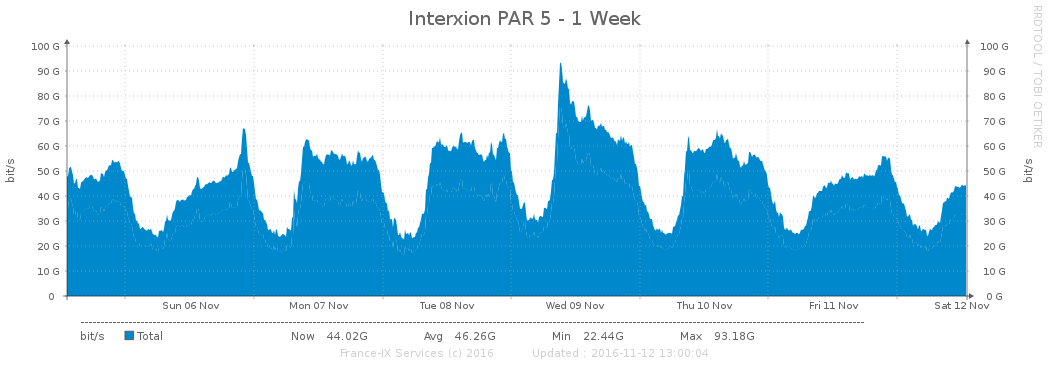 Interxion PAR 5 - 1 Week
RRDTOOL / TOBI OETIKER
bit/s
100 G 100 G
90 G 90 G
80 G 80 G
70 G 70 G
60 G 60 G
50 G 50 G
40 G 40 G
30 G 30 G
20 G 20 G
10 G 10 G
0 0 G
bit/s
Sun 06 Nov Mon 07 Nov Tue 08 Nov Wed 09 Nov Thu 10 Nov Fri 11 Nov Sat 12 Nov
bit/s Total Now 44.02G Avg 46.26G Min 22.44G Max 93.18G
France-IX Services (c) 2016 Updated : 2016-11-12 13:00:04